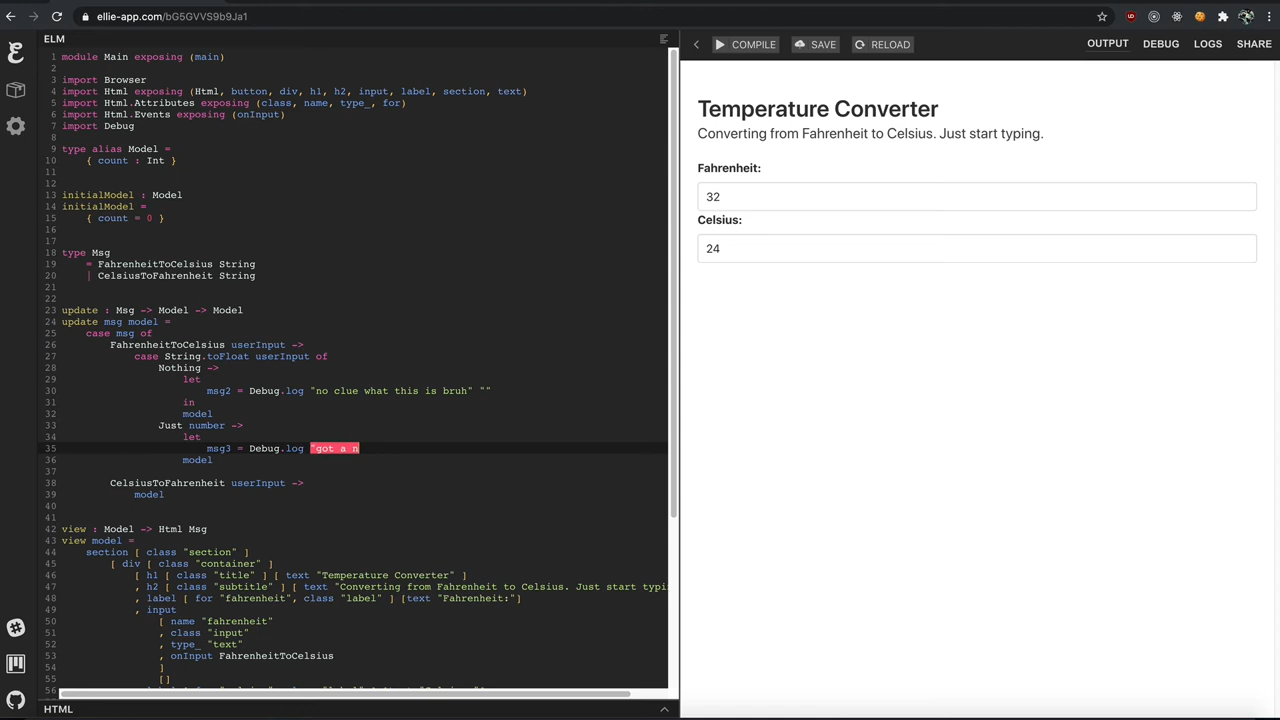 ellie-app.com/bG5GVVS9b9Ja1
ELM
COMPILE
SAVE
RELOAD
OUTPUT
DEBUG
LOGS
SHARE
1 module Main exposing (main)
2
3 import Browser
4 import Html exposing (Html, button, div, h1, h2, input, label, section, text)
5 import Html.Attributes exposing (class, name, type_, for)
6 import Html.Events exposing (onInput)
7 import Debug
8
9 type alias Model =
10 { count : Int }
11
12
13 initialModel : Model
14 initialModel =
15 { count = 0 }
16
17
18 type Msg
19 = FahrenheitToCelsius String
20 | CelsiusToFahrenheit String
21
22
23 update : Msg -> Model -> Model
24 update msg model =
25 case msg of
26 FahrenheitToCelsius userInput ->
27 case String.toFloat userInput of
28 Nothing ->
29 let
30 msg2 = Debug.log "no clue what this is bruh" ""
31 in
32 model
33 Just number ->
34 let
35 msg3 = Debug.log "got a n
36 model
37
38 CelsiusToFahrenheit userInput ->
39 model
40
41
42 view : Model -> Html Msg
43 view model =
44 section [ class "section" ]
45 [ div [ class "container" ]
46 [ h1 [ class "title" ] [ text "Temperature Converter" ]
47 , h2 [ class "subtitle" ] [ text "Converting from Fahrenheit to Celsius. Just start typi
48 , label [ for "fahrenheit", class "label" ] [text "Fahrenheit:"]
49 , input
50 [ name "fahrenheit"
51 , class "input"
52 , type_ "text"
53 , onInput FahrenheitToCelsius
54 ]
55 []
56
HTML
Temperature Converter
Converting from Fahrenheit to Celsius. Just start typing.
Fahrenheit:
32
Celsius:
24